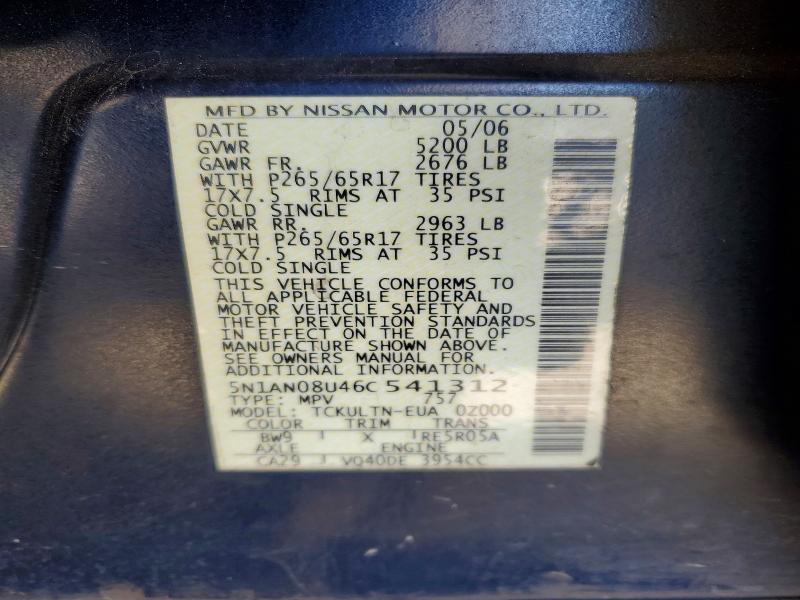 MFD BY NISSAN MOTOR CO., LTD.
DATE 05/06
GVWR 5200 LB
GAWR FR. 2676 LB
WITH P265/65R17 TIRES
17X7.5 RIMS AT 35 PSI
COLD SINGLE
GAWR RR. 2963 LB
WITH P265/65R17 TIRES
17X7.5 RIMS AT 35 PSI
COLD SINGLE
THIS VEHICLE CONFORMS TO
ALL APPLICABLE FEDERAL
MOTOR VEHICLE SAFETY AND
THEFT PREVENTION STANDARDS
IN EFFECT ON THE DATE OF
MANUFACTURE SHOWN ABOVE.
SEE OWNERS MANUAL FOR
ADDITIONAL INFORMATION.
5N1AN08U46C541312
TYPE: MPV 757
MODEL: TCKULTN-EUA 0Z000
COLOR TRIM TRANS
BW9 X RE5R05A
AXLE ENGINE
CA29 VQ40DE 3954CC